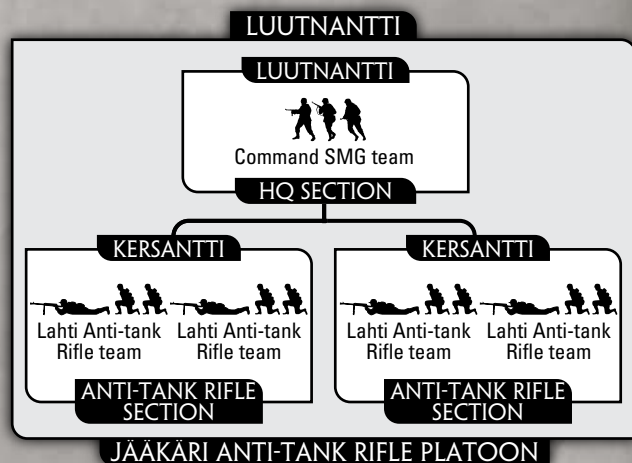 LUUTNANTTI
LUUTNANTTI
Command SMG team
HQ SECTION
KERSANTTI
Lahti Anti-tank Rifle team
Lahti Anti-tank Rifle team
ANTI-TANK RIFLE
SECTION
KERSANTTI
Lahti Anti-tank Rifle team
Lahti Anti-tank Rifle team
ANTI-TANK RIFLE
SECTION
JÄÄKÄRI ANTI-TANK RIFLE PLATOON